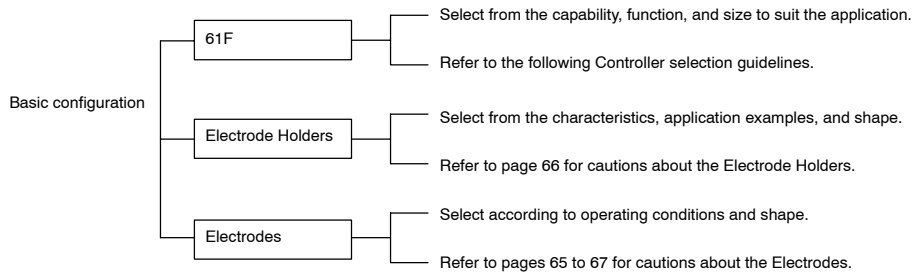 Select from the capability, function, and size to suit the application.
61F
Refer to the following Controller selection guidelines.
Basic configuration
Select from the characteristics, application examples, and shape.
Electrode Holders
Refer to page 66 for cautions about the Electrode Holders.
Select according to operating conditions and shape.
Electrodes
Refer to pages 65 to 67 for cautions about the Electrodes.